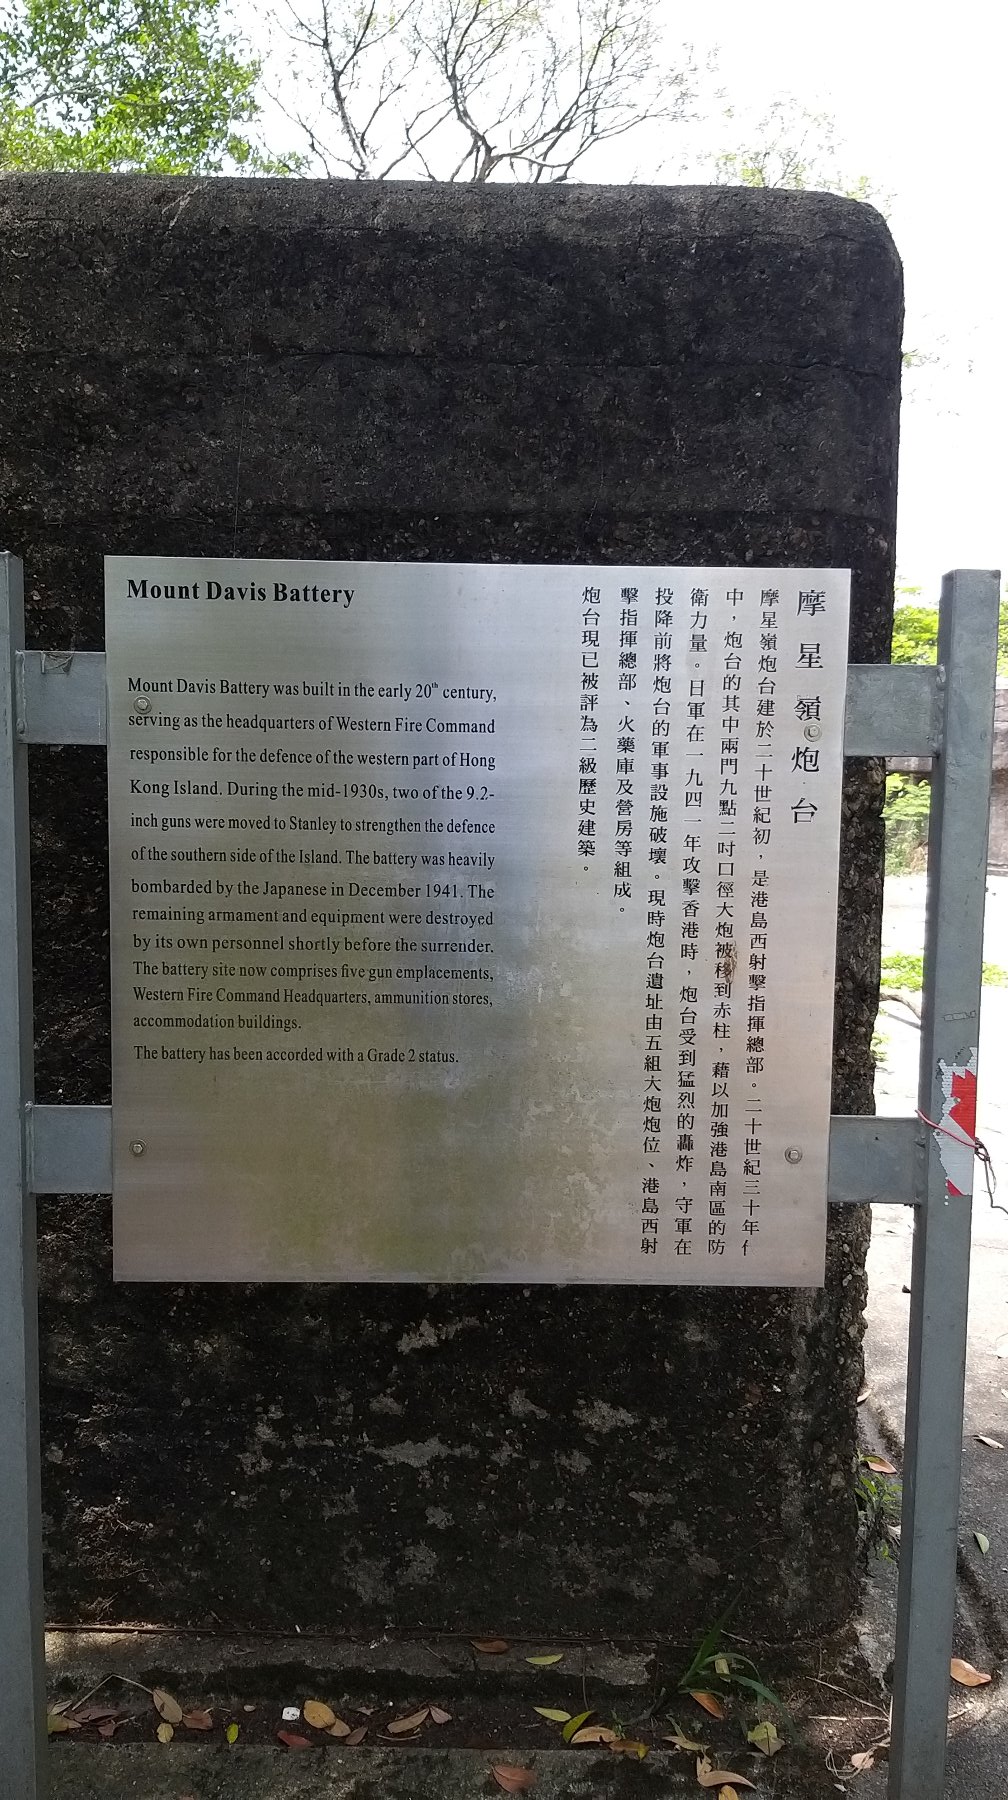 Mount Davis Battery
Mount Davis Battery was built in the early 20th century,
serving as the headquarters of Western Fire Command
responsible for the defence of the western part of Hong
Kong Island. During the mid-1930s, two of the 9.2-
inch guns were moved to Stanley to strengthen the defence
of the southern side of the Island. The battery was heavily
bombarded by the Japanese in December 1941. The
remaining armament and equipment were destroyed
by its own personnel shortly before the surrender.
The battery site now comprises five gun emplacements,
Western Fire Command Headquarters, ammunition stores,
accommodation buildings.
The battery has been accorded with a Grade 2 status.
摩星嶺炮台
摩星嶺炮台建於二十世紀初，是港島西射擊指揮總部。二十世紀三十年
中，炮台的其中兩門九點二吋口徑大炮被移到赤柱，藉以加強港島南區的防
衛力量。日軍在一九四一年攻擊香港時，炮台受到猛烈的轟炸，守軍在
投降前將炮台的軍事設施破壞。現時炮台遺址由五組大炮炮位、港島西射
擊指揮總部、火藥庫及營房等組成。
炮台現已被評為二級歷史建築。